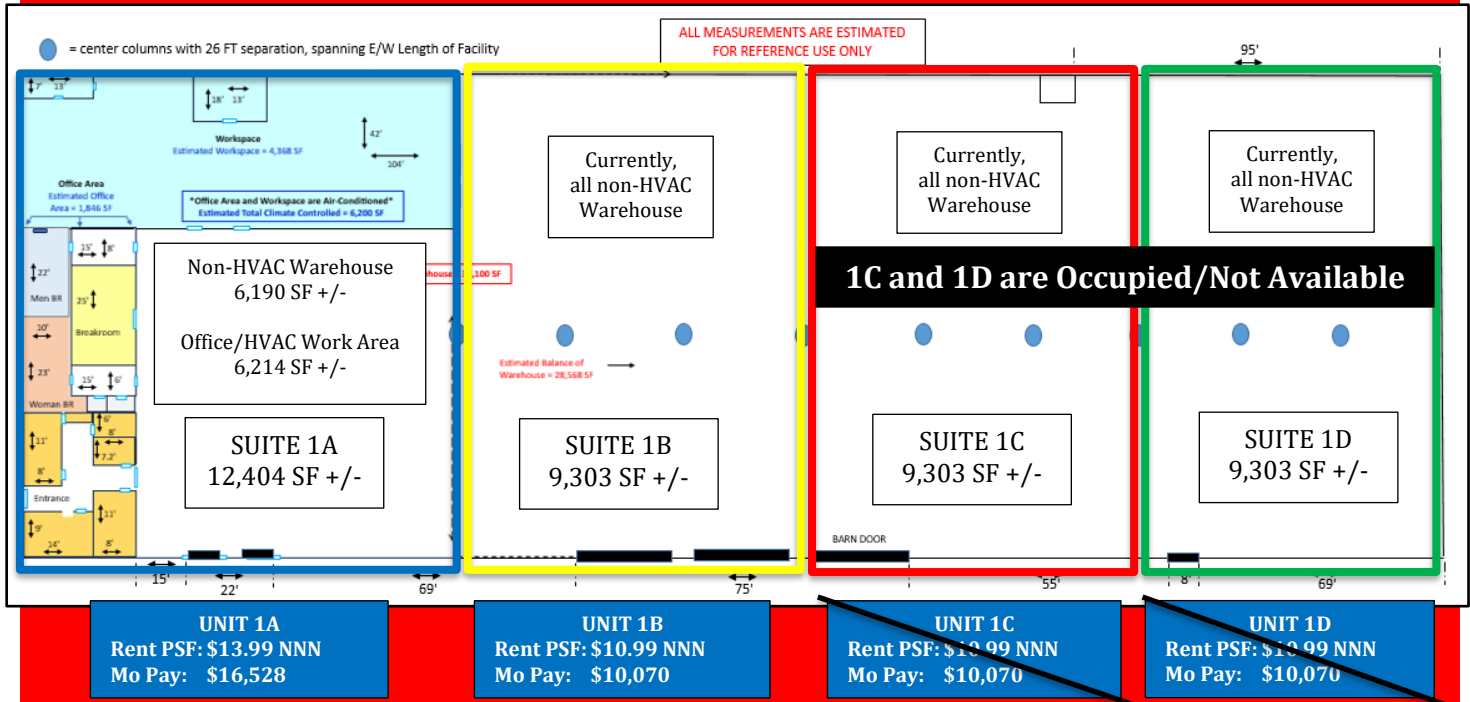 = center columns with 26 FT separation, spanning E/W Length of Facility
ALL MEASUREMENTS ARE ESTIMATED
FOR REFERENCE USE ONLY
95'
7' 13'
18' 13'
Workspace
Estimated Workspace = 4,368 SF
42'
104'
Office Area
Estimated Office
Area = 1,846 SF
*Office Area and Workspace are Air-Conditioned*
Estimated Total Climate Controlled = 6,200 SF
Currently,
all non-HVAC
Warehouse
Currently,
all non-HVAC
Warehouse
Currently,
all non-HVAC
Warehouse
15' 8'
22'
Men BR
25'
Breakroom
10'
23'
15' 6'
Woman BR
Non-HVAC Warehouse
6,190 SF +/-
Office/HVAC Work Area
6,214 SF +/-
1C and 1D are Occupied/Not Available
Estimated Balance of
Warehouse = 28,568 SF
6'
8'
7.2'
11'
8'
Entrance
11'
9'
14' 8'
SUITE 1A
12,404 SF +/-
SUITE 1B
9,303 SF +/-
SUITE 1C
9,303 SF +/-
SUITE 1D
9,303 SF +/-
BARN DOOR
15' 22' 69' 75' 55' 8' 69'
UNIT 1A
Rent PSF: $13.99 NNN
Mo Pay: $16,528
UNIT 1B
Rent PSF: $10.99 NNN
Mo Pay: $10,070
UNIT 1C
Rent PSF: $10.99 NNN
Mo Pay: $10,070
UNIT 1D
Rent PSF: $10.99 NNN
Mo Pay: $10,070